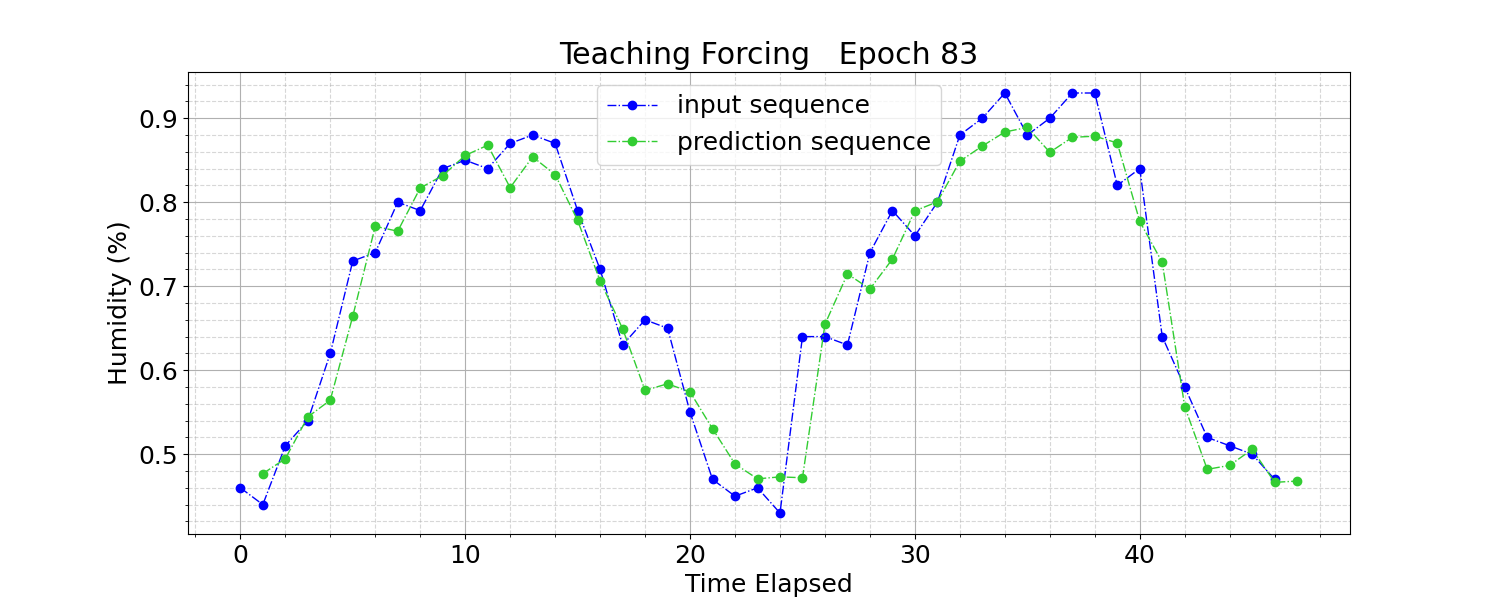 Teaching Forcing   Epoch 83
input sequence
prediction sequence
Humidity (%)
0.9
0.8
0.7
0.6
0.5
0 10 20 30 40
Time Elapsed